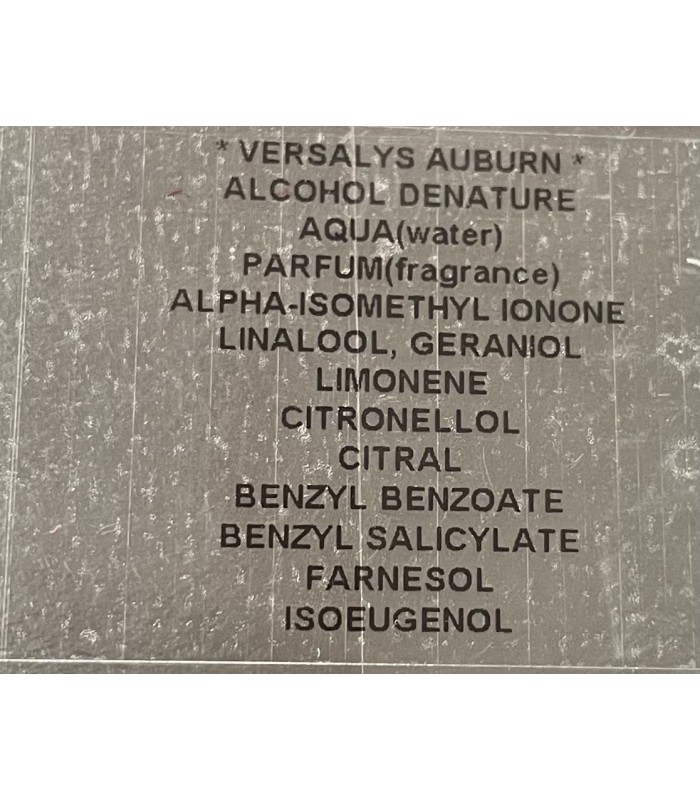 * VERSALYS AUBURN *
ALCOHOL DENATURE
AQUA(water)
PARFUM(fragrance)
ALPHA-ISOMETHYL IONONE
LINALOOL, GERANIOL
LIMONENE
CITRONELLOL
CITRAL
BENZYL BENZOATE
BENZYL SALICYLATE
FARNESOL
ISOEUGENOL